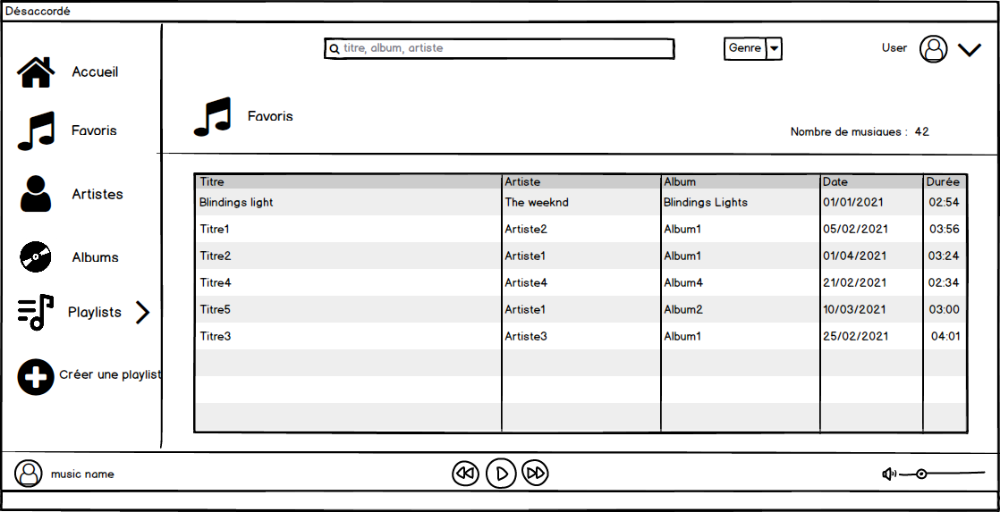 Désaccordé
titre, album, artiste
Genre
User
Accueil
Favoris
Artistes
Albums
Playlists
Créer une playlist
Favoris
Nombre de musiques : 42
Titre Artiste Album Date Durée
Blindings light The weeknd Blindings Lights 01/01/2021 02:54
Titre1 Artiste2 Album1 05/02/2021 03:56
Titre2 Artiste1 Album1 01/04/2021 03:24
Titre4 Artiste4 Album4 21/02/2021 02:34
Titre5 Artiste1 Album2 10/03/2021 03:00
Titre3 Artiste3 Album1 25/02/2021 04:01
music name